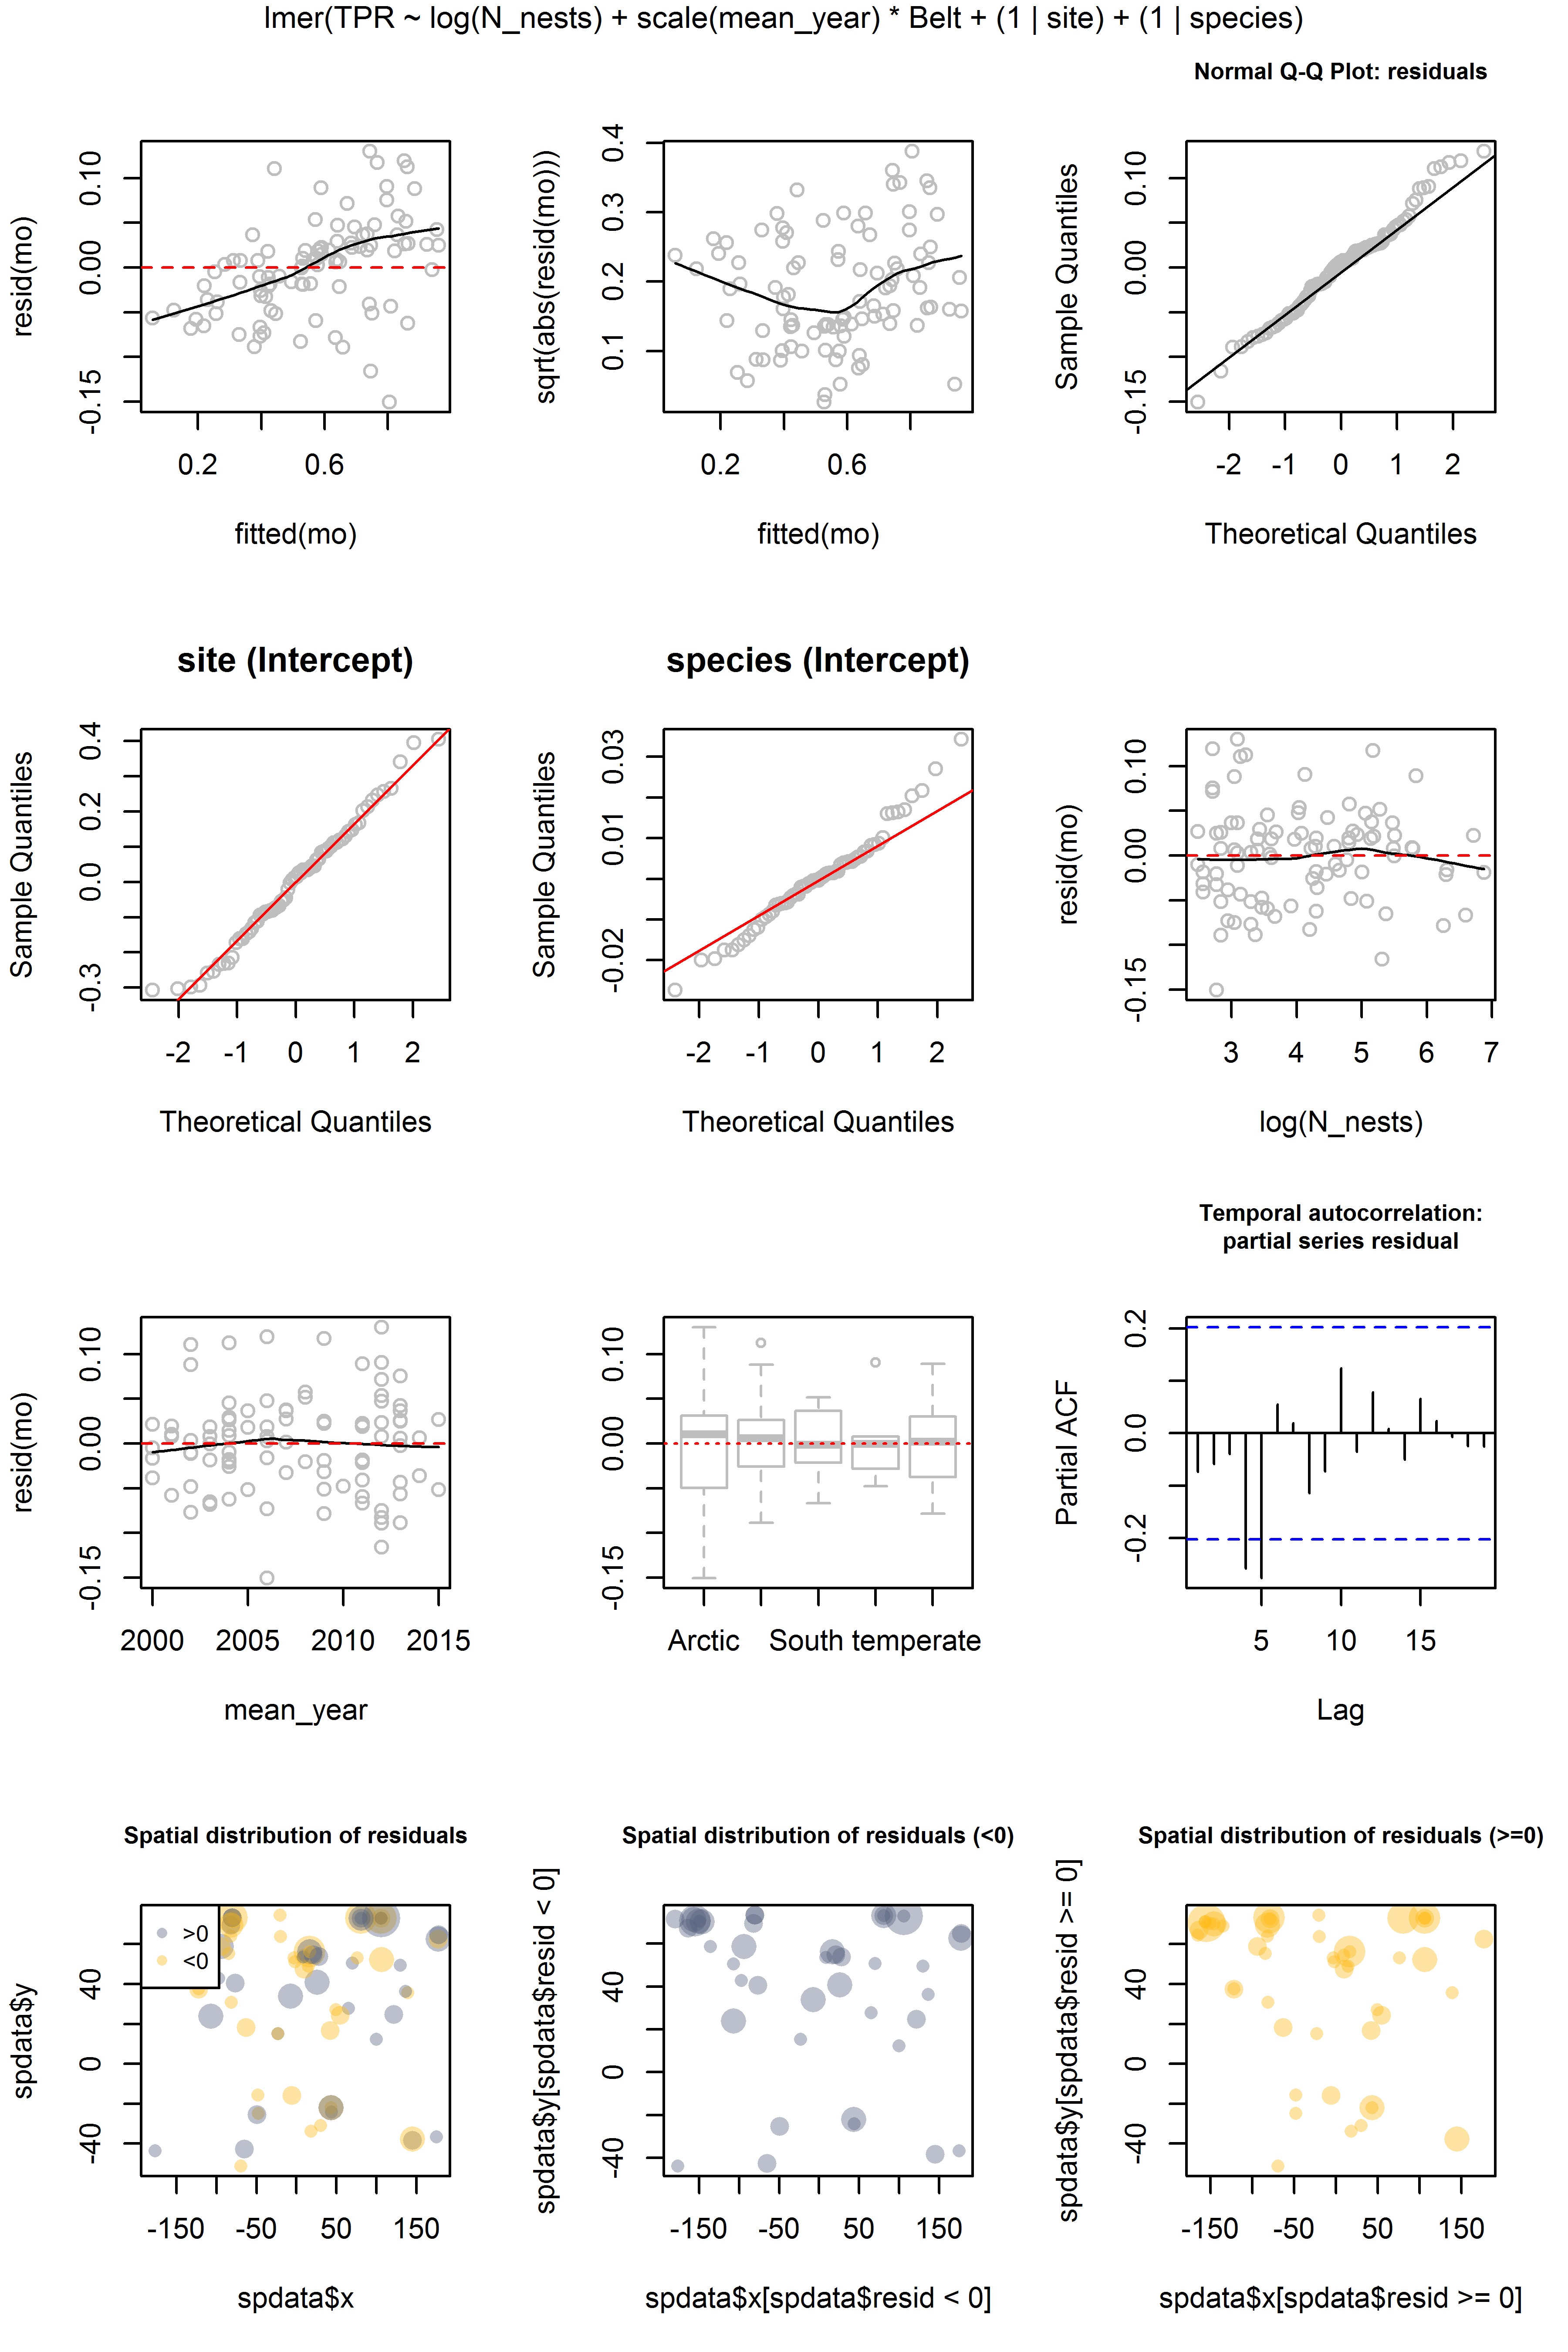 lmer(TPR ~ log(N_nests) + scale(mean_year) * Belt + (1 | site) + (1 | species)
Normal Q-Q Plot: residuals
resid(mo)
-0.15 0.00 0.10
0.2 0.6
fitted(mo)
sqrt(abs(resid(mo)))
0.1 0.2 0.3 0.4
0.2 0.6
fitted(mo)
Sample Quantiles
-0.15 0.00 0.10
-2 -1 0 1 2
Theoretical Quantiles
site (Intercept)
Sample Quantiles
-0.3 0.0 0.2 0.4
-2 -1 0 1 2
Theoretical Quantiles
species (Intercept)
Sample Quantiles
-0.02 0.01 0.03
-2 -1 0 1 2
Theoretical Quantiles
resid(mo)
-0.15 0.00 0.10
3 4 5 6 7
log(N_nests)
resid(mo)
-0.15 0.00 0.10
2000 2005 2010 2015
mean_year
-0.15 0.00 0.10
Arctic South temperate
Temporal autocorrelation:
partial series residual
Partial ACF
-0.2 0.0 0.2
5 10 15
Lag
Spatial distribution of residuals
>0
<0
spdata$y
-40 0 40
-150 -50 50 150
spdata$x
Spatial distribution of residuals (<0)
spdata$y[spdata$resid < 0]
-40 0 40
-150 -50 50 150
spdata$x[spdata$resid < 0]
Spatial distribution of residuals (>=0)
spdata$y[spdata$resid >= 0]
-40 0 40
-150 -50 50 150
spdata$x[spdata$resid >= 0]